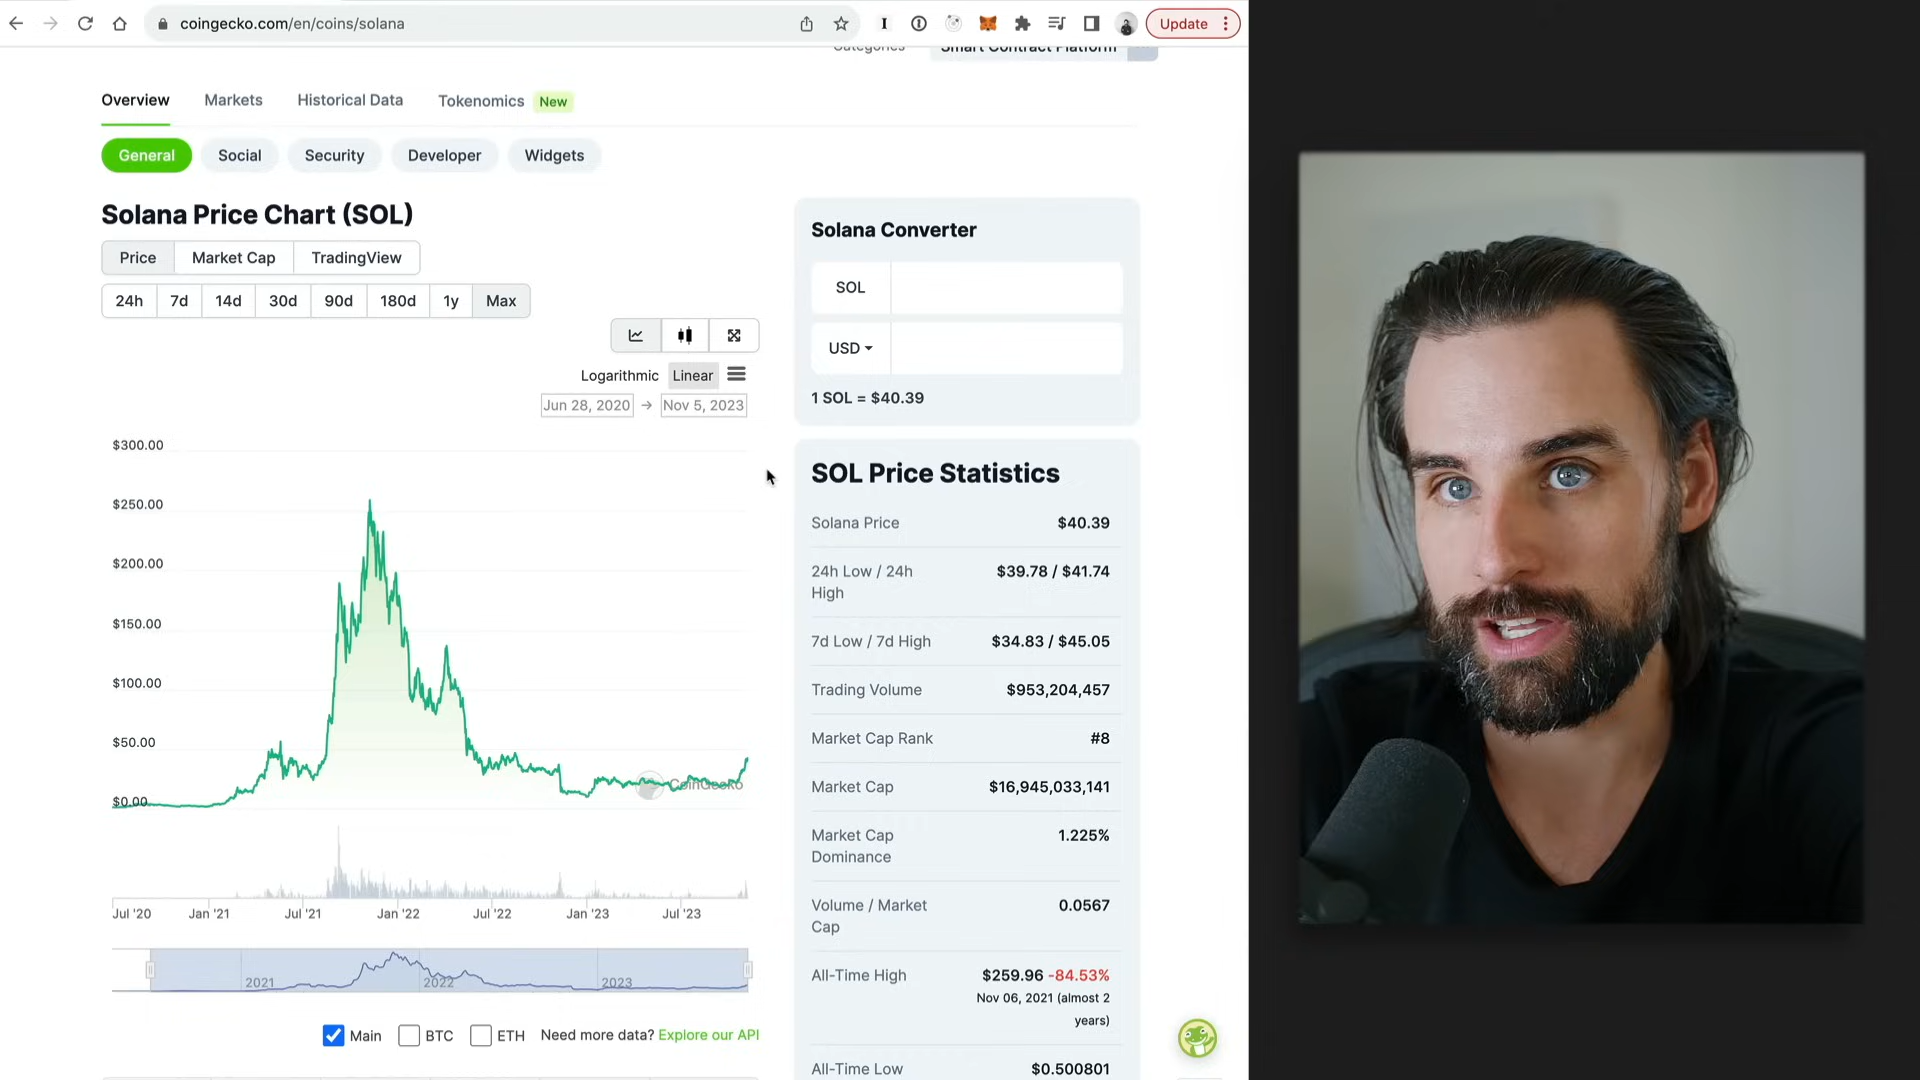 coingecko.com/en/coins/solana
Update
Categories
Smart Contract Platform
Overview
Markets
Historical Data
Tokenomics
New
General
Social
Security
Developer
Widgets
Solana Price Chart (SOL)
Price
Market Cap
TradingView
24h
7d
14d
30d
90d
180d
1y
Max
Logarithmic
Linear
Jun 28, 2020
→
Nov 5, 2023
$300.00
$250.00
$200.00
$150.00
$100.00
$50.00
$0.00
CoinGecko
Jul '20
Jan '21
Jul '21
Jan '22
Jul '22
Jan '23
Jul '23
2021
2022
2023
Main
BTC
ETH
Need more data? Explore our API
Solana Converter
SOL
USD
1 SOL = $40.39
SOL Price Statistics
Solana Price
$40.39
24h Low / 24h
High
$39.78 / $41.74
7d Low / 7d High
$34.83 / $45.05
Trading Volume
$953,204,457
Market Cap Rank
#8
Market Cap
$16,945,033,141
Market Cap
Dominance
1.225%
Volume / Market
Cap
0.0567
All-Time High
$259.96 -84.53%
Nov 06, 2021 (almost 2
years)
All-Time Low
$0.500801